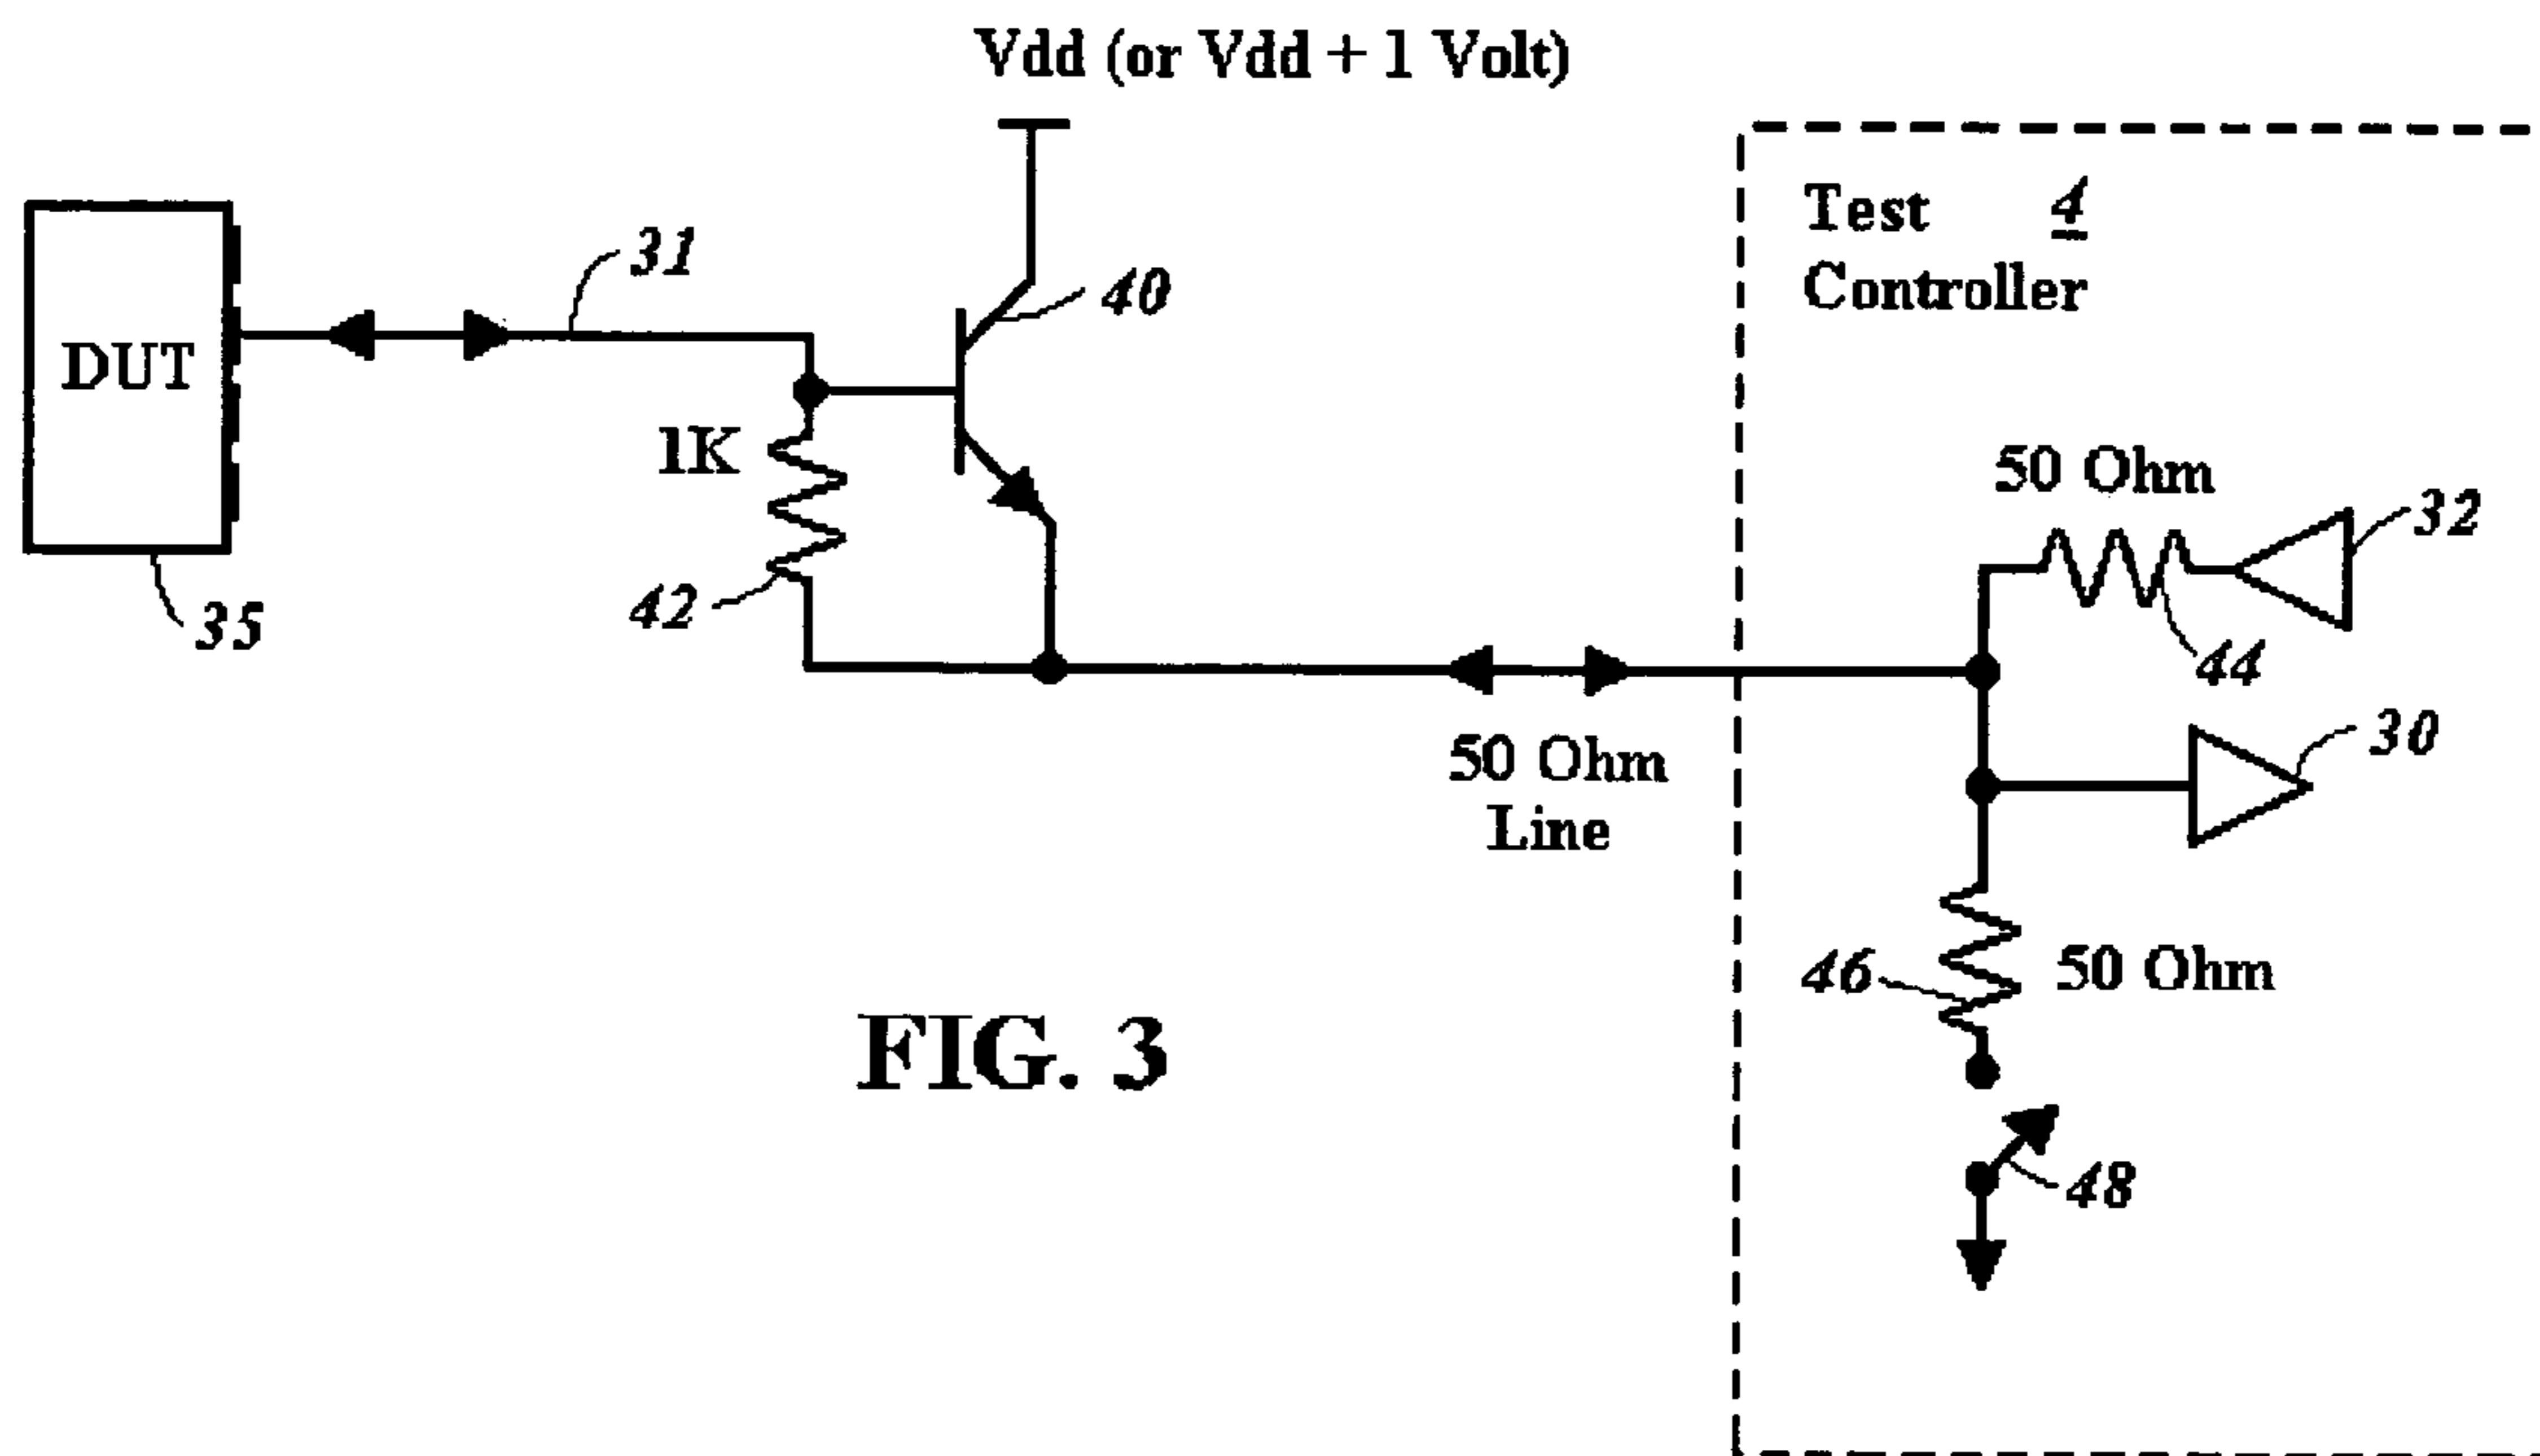 Vdd (or Vdd + 1 Volt)
Test 4
Controller
31
40
DUT
1K
50 Ohm
32
42
35
44
30
50 Ohm
Line
46
50 Ohm
FIG. 3
48